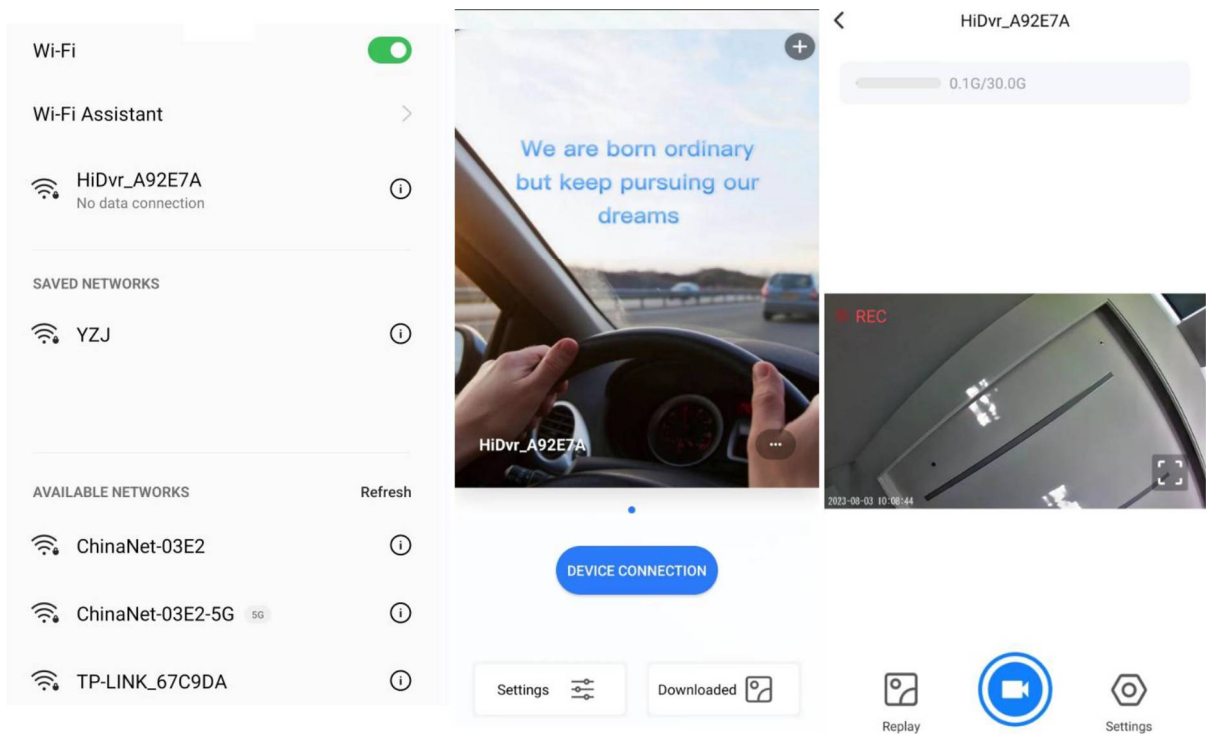 Wi-Fi
Wi-Fi Assistant
HiDvr_A92E7A
No data connection
SAVED NETWORKS
YZJ
AVAILABLE NETWORKS Refresh
ChinaNet-03E2
ChinaNet-03E2-5G 5G
TP-LINK_67C9DA
We are born ordinary
but keep pursuing our
dreams
HiDvr_A92E7A
DEVICE CONNECTION
Settings
Downloaded
HiDvr_A92E7A
0.1G/30.0G
REC
2023-08-03 10:08:44
Replay
Settings